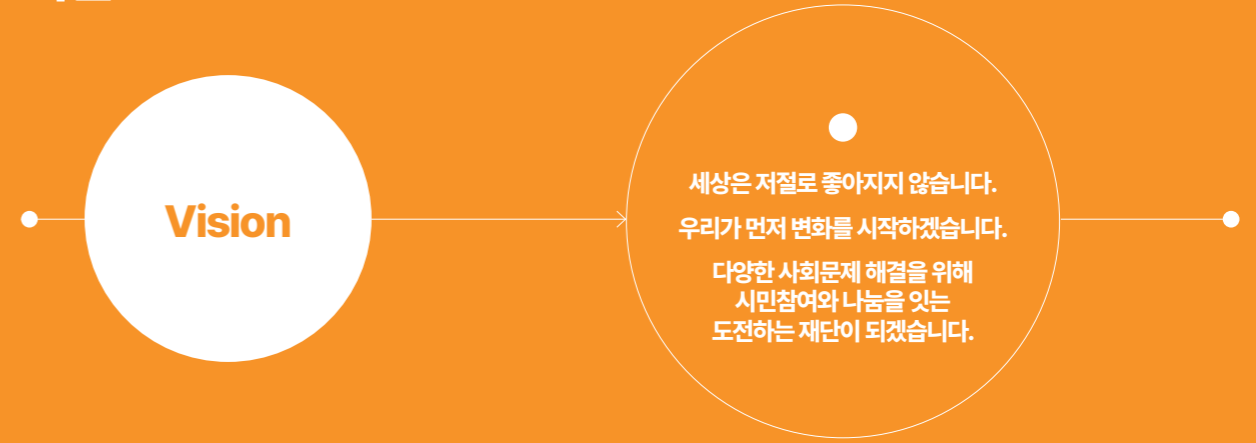 Vision
세상은 저절로 좋아지지 않습니다.
우리가 먼저 변화를 시작하겠습니다.
다양한 사회문제 해결을 위해
시민참여와 나눔을 잇는
도전하는 재단이 되겠습니다.